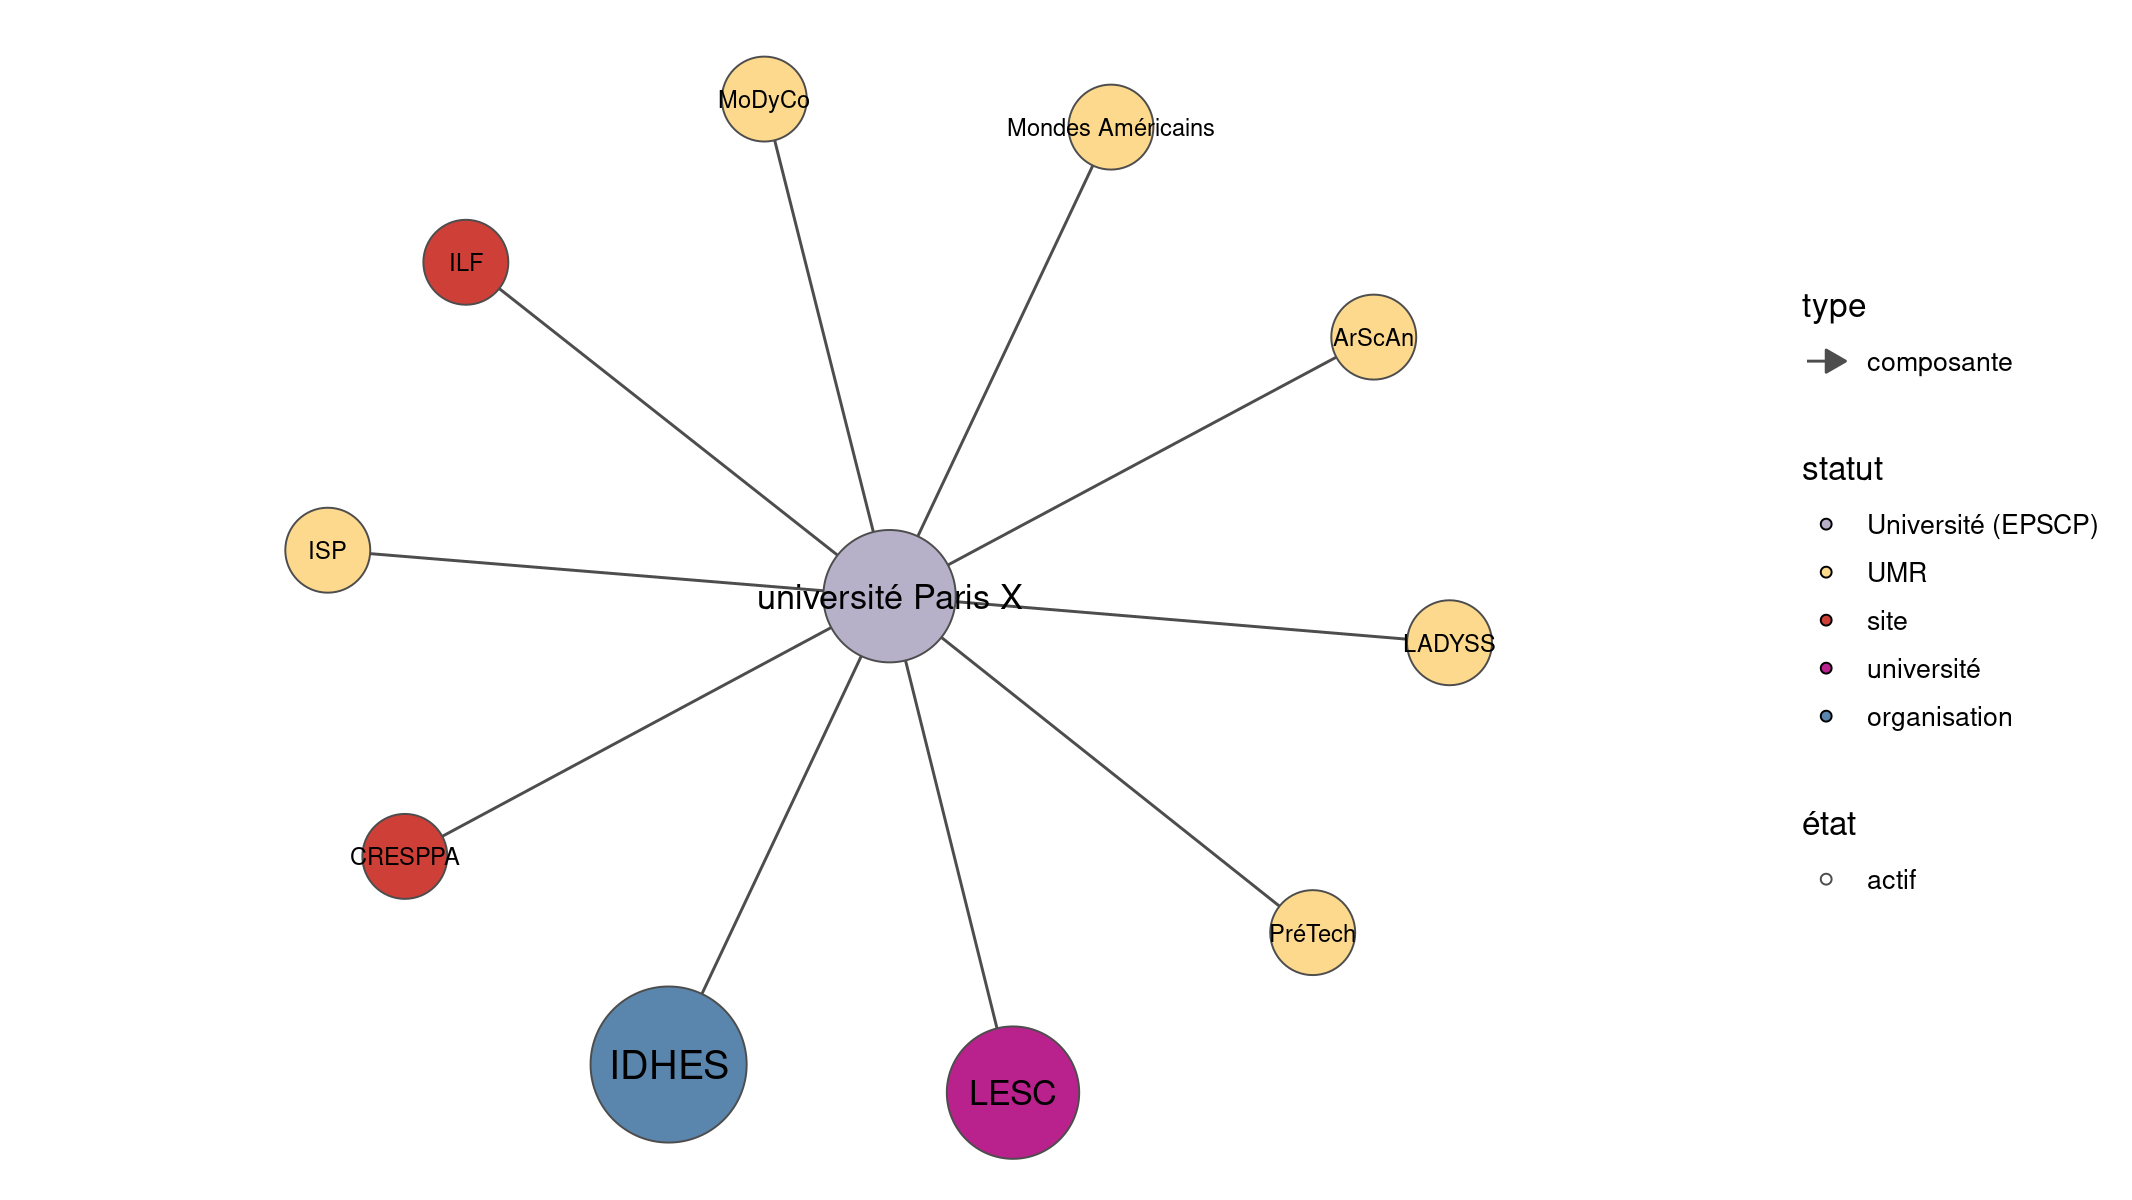 MoDyCo
Mondes Américains
ILF
ArScAn
ISP
université Paris X
LADYSS
CRESPPA
PréTech
IDHES
LESC
type
composante
statut
Université (EPSCP)
UMR
site
université
organisation
état
actif